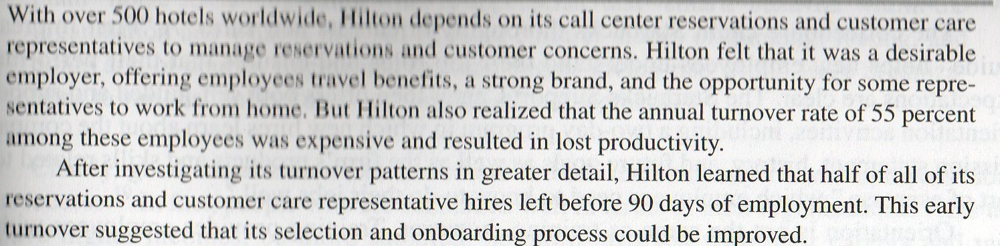 With over 500 hotels worldwide, Hilton depends on its call center reservations and customer care
representatives to manage reservations and customer concerns. Hilton felt that it was a desirable
employer, offering employees travel benefits, a strong brand, and the opportunity for some repre-
sentatives to work from home. But Hilton also realized that the annual turnover rate of 55 percent
among these employees was expensive and resulted in lost productivity.
After investigating its turnover patterns in greater detail, Hilton learned that half of all of its
reservations and customer care representative hires left before 90 days of employment. This early
turnover suggested that its selection and onboarding process could be improved.